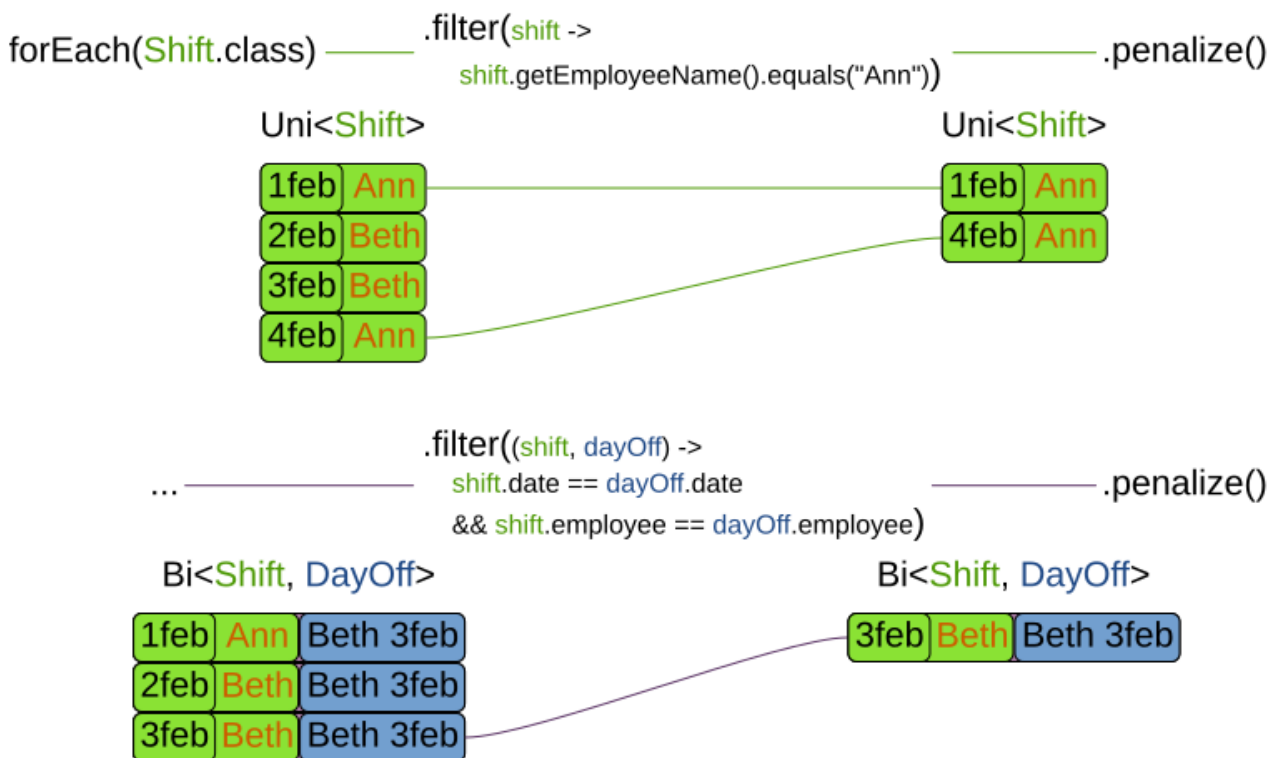 forEach(Shift.class)
.filter(shift ->
shift.getEmployeeName().equals("Ann"))
.penalize()
Uni<Shift>
Uni<Shift>
1feb Ann
1feb Ann
2feb Beth
4feb Ann
3feb Beth
4feb Ann
...
.filter((shift, dayOff) ->
shift.date == dayOff.date
&& shift.employee == dayOff.employee)
.penalize()
Bi<Shift, DayOff>
Bi<Shift, DayOff>
1feb Ann Beth 3feb
3feb Beth Beth 3feb
2feb Beth Beth 3feb
3feb Beth Beth 3feb